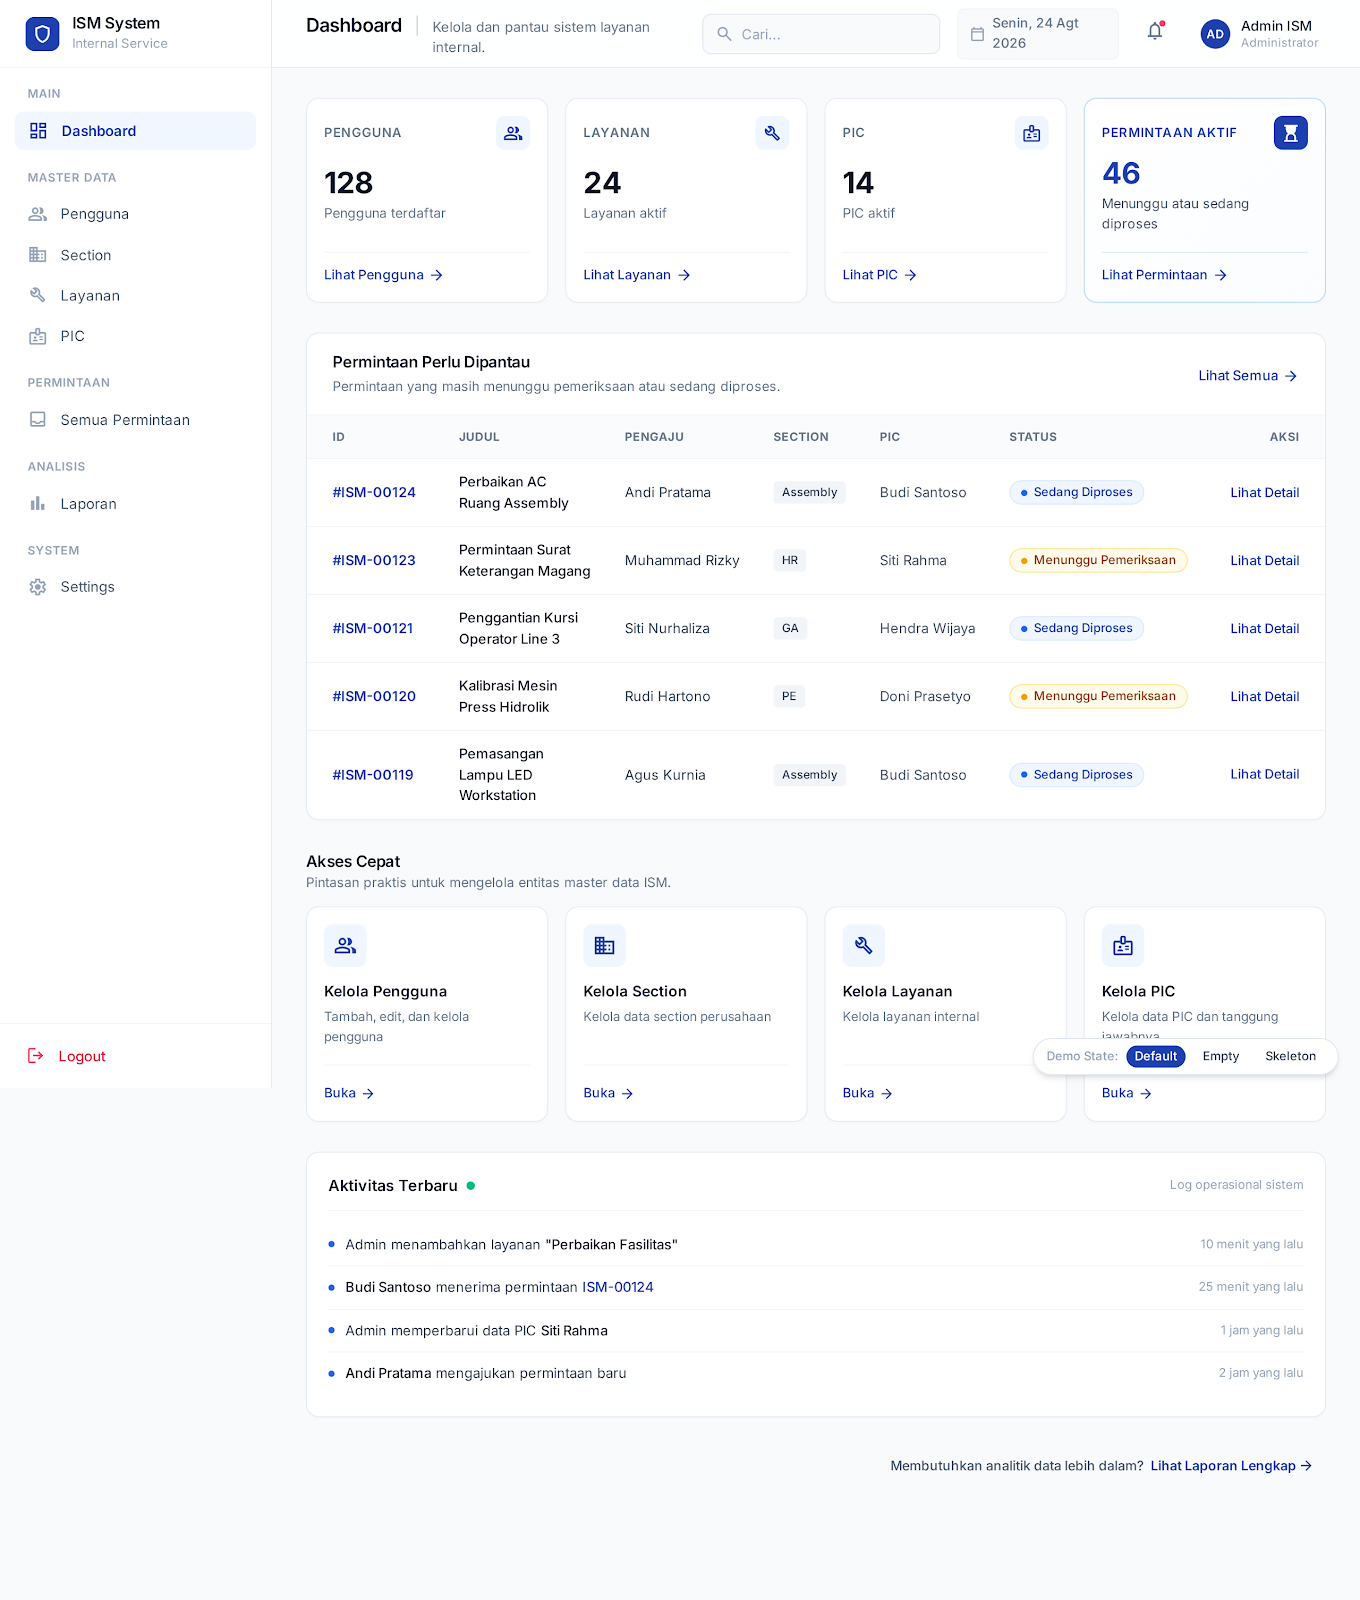 ISM System
Internal Service
MAIN
Dashboard
MASTER DATA
Pengguna
Section
Layanan
PIC
PERMINTAAN
Semua Permintaan
ANALISIS
Laporan
SYSTEM
Settings
Logout
Dashboard
Kelola dan pantau sistem layanan
internal.
Cari...
Senin, 24 Agt
2026
AD
Admin ISM
Administrator
PENGGUNA
128
Pengguna terdaftar
Lihat Pengguna →
LAYANAN
24
Layanan aktif
Lihat Layanan →
PIC
14
PIC aktif
Lihat PIC →
PERMINTAAN AKTIF
46
Menunggu atau sedang
diproses
Lihat Permintaan →
Permintaan Perlu Dipantau
Permintaan yang masih menunggu pemeriksaan atau sedang diproses.
Lihat Semua →
ID JUDUL PENGAJU SECTION PIC STATUS AKSI
#ISM-00124 Perbaikan AC Ruang Assembly Andi Pratama Assembly Budi Santoso Sedang Diproses Lihat Detail
#ISM-00123 Permintaan Surat Keterangan Magang Muhammad Rizky HR Siti Rahma Menunggu Pemeriksaan Lihat Detail
#ISM-00121 Penggantian Kursi Operator Line 3 Siti Nurhaliza GA Hendra Wijaya Sedang Diproses Lihat Detail
#ISM-00120 Kalibrasi Mesin Press Hidrolik Rudi Hartono PE Doni Prasetyo Menunggu Pemeriksaan Lihat Detail
#ISM-00119 Pemasangan Lampu LED Workstation Agus Kurnia Assembly Budi Santoso Sedang Diproses Lihat Detail
Akses Cepat
Pintasan praktis untuk mengelola entitas master data ISM.
Kelola Pengguna
Tambah, edit, dan kelola
pengguna
Buka →
Kelola Section
Kelola data section perusahaan
Buka →
Kelola Layanan
Kelola layanan internal
Buka →
Kelola PIC
Kelola data PIC dan tanggung
jawabnya
Buka →
Demo State: Default Empty Skeleton
Aktivitas Terbaru
Log operasional sistem
Admin menambahkan layanan "Perbaikan Fasilitas" 10 menit yang lalu
Budi Santoso menerima permintaan ISM-00124 25 menit yang lalu
Admin memperbarui data PIC Siti Rahma 1 jam yang lalu
Andi Pratama mengajukan permintaan baru 2 jam yang lalu
Membutuhkan analitik data lebih dalam? Lihat Laporan Lengkap →